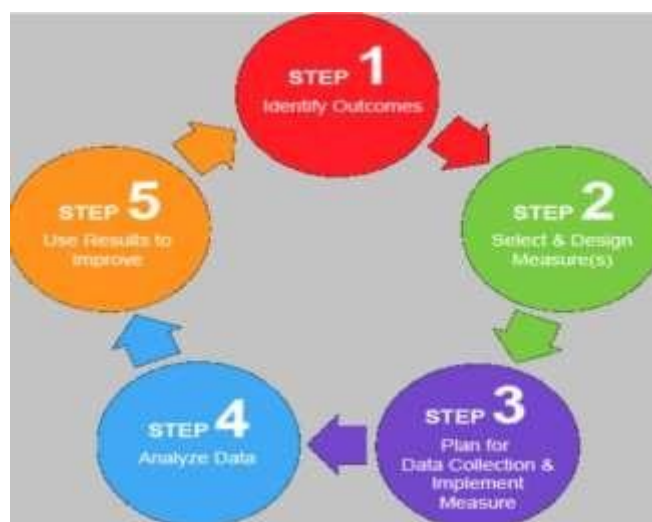 STEP 1
Identify Outcomes
STEP 2
Select & Design
Measure(s)
STEP 3
Plan for
Data Collection &
Implement
Measure
STEP 4
Analyze Data
STEP 5
Use Results to
Improve